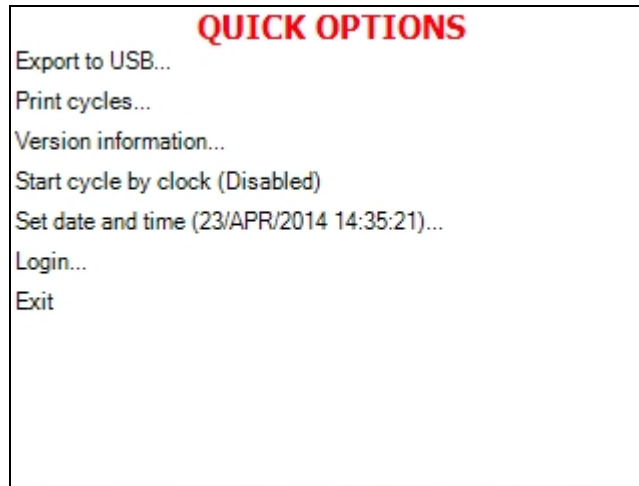 QUICK OPTIONS
Export to USB...
Print cycles...
Version information...
Start cycle by clock (Disabled)
Set date and time (23/APR/2014 14:35:21)...
Login...
Exit